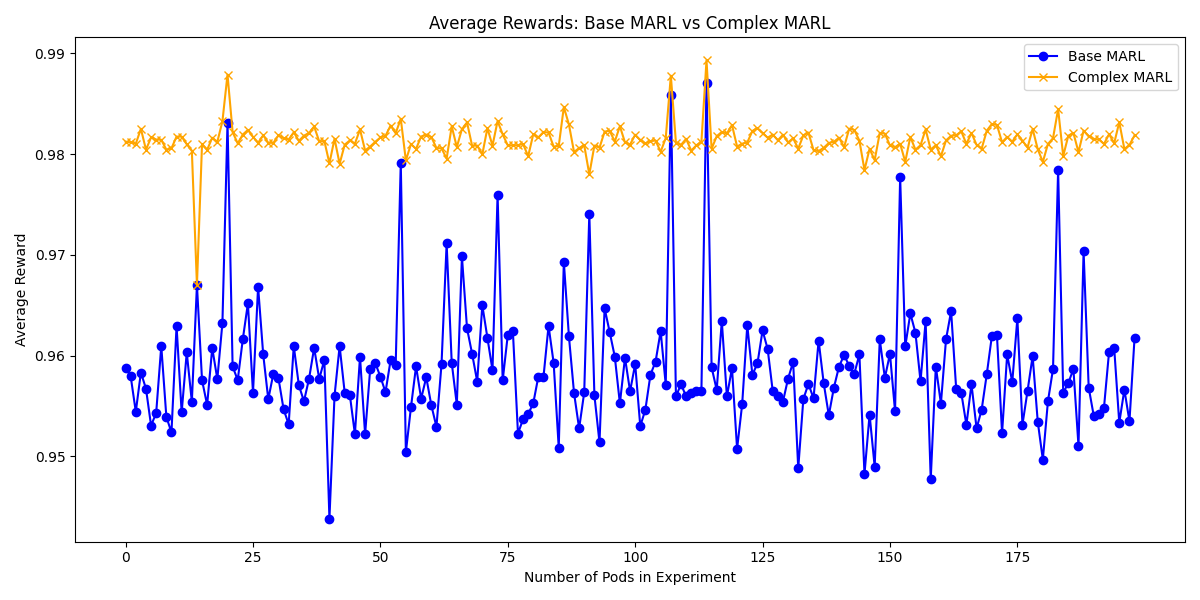 Average Rewards: Base MARL vs Complex MARL
Base MARL
Complex MARL
Average Reward
0.99
0.98
0.97
0.96
0.95
0 25 50 75 100 125 150 175
Number of Pods in Experiment